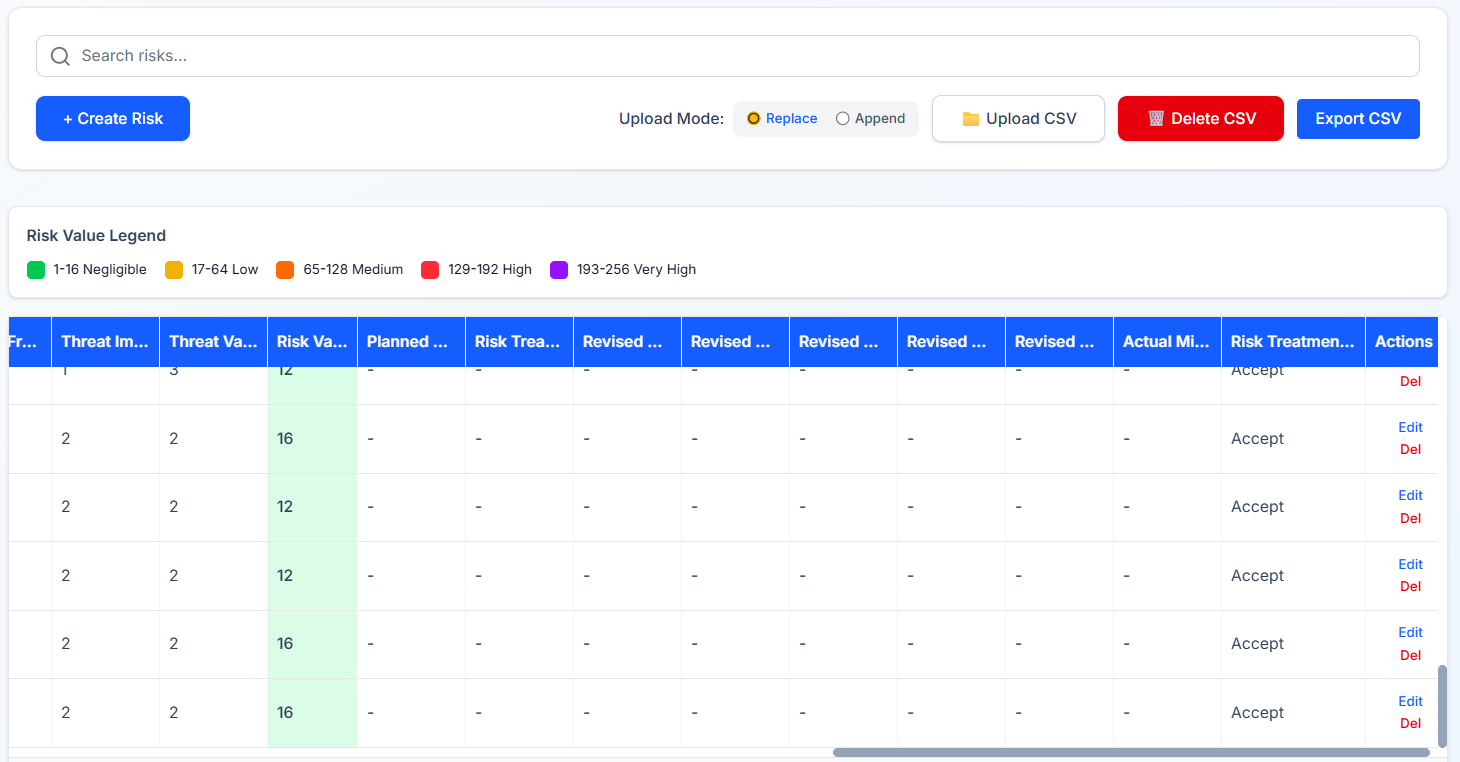 Search risks...
+ Create Risk
Upload Mode: Replace Append Upload CSV Delete CSV Export CSV
Risk Value Legend
1-16 Negligible 17-64 Low 65-128 Medium 129-192 High 193-256 Very High
Fr... Threat Im... Threat Va... Risk Va... Planned ... Risk Trea... Revised ... Revised ... Revised ... Revised ... Revised ... Actual Mi... Risk Treatmen... Actions
1 3 12 - - - - - - - - Accept
Del
Edit
2 2 16 - - - - - - - - Accept
Del
Edit
2 2 12 - - - - - - - - Accept
Del
Edit
2 2 12 - - - - - - - - Accept
Del
Edit
2 2 16 - - - - - - - - Accept
Del
Edit
2 2 16 - - - - - - - - Accept
Del